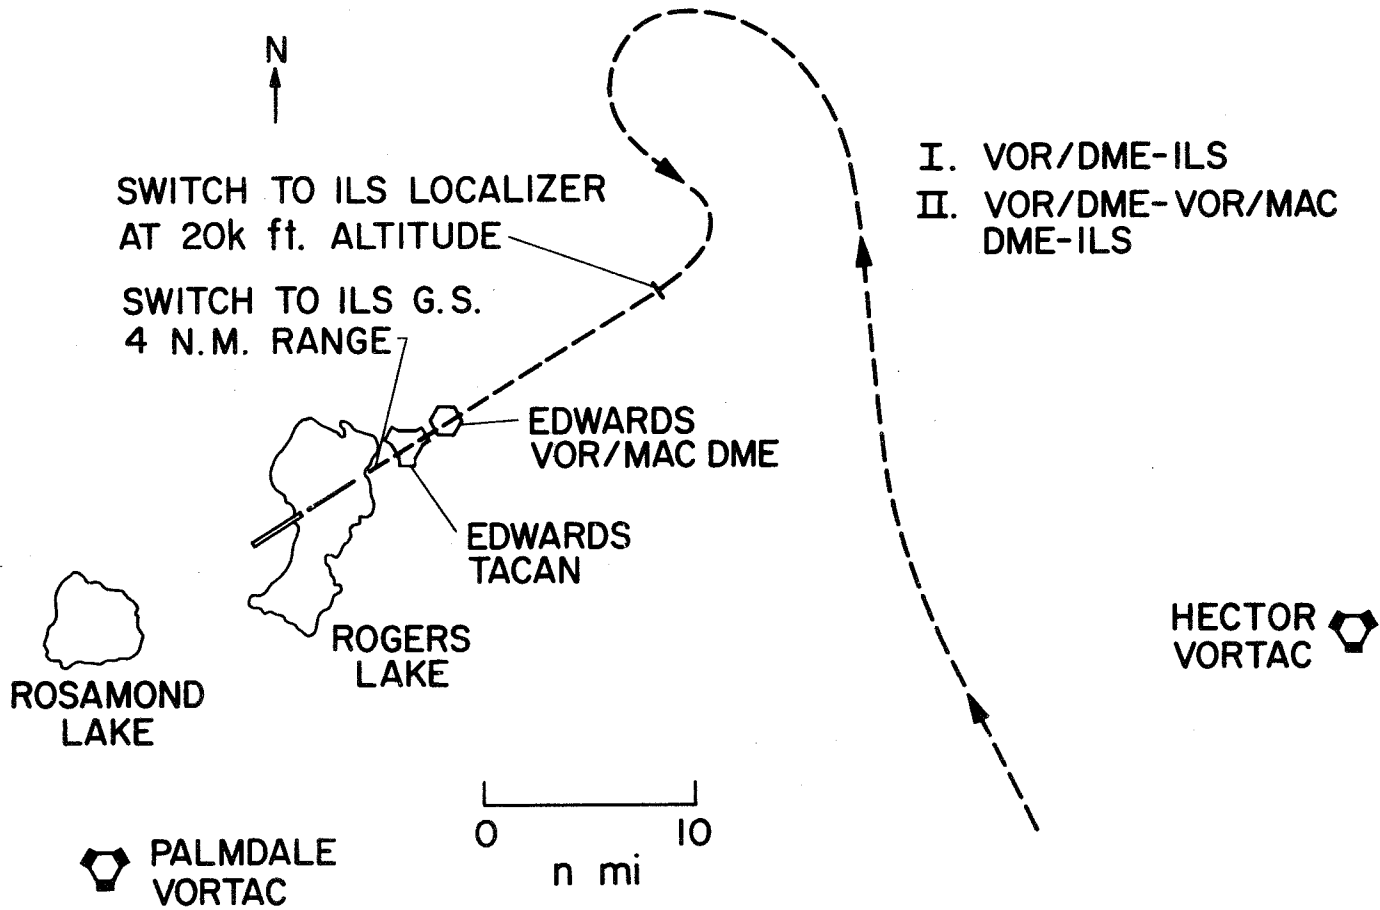 N
I. VOR/DME-ILS
II. VOR/DME-VOR/MAC
DME-ILS
SWITCH TO ILS LOCALIZER
AT 20k ft. ALTITUDE
SWITCH TO ILS G.S.
4 N.M. RANGE
EDWARDS
VOR/MAC DME
EDWARDS
TACAN
HECTOR
VORTAC
ROGERS
LAKE
ROSAMOND
LAKE
0 10
n mi
PALMDALE
VORTAC